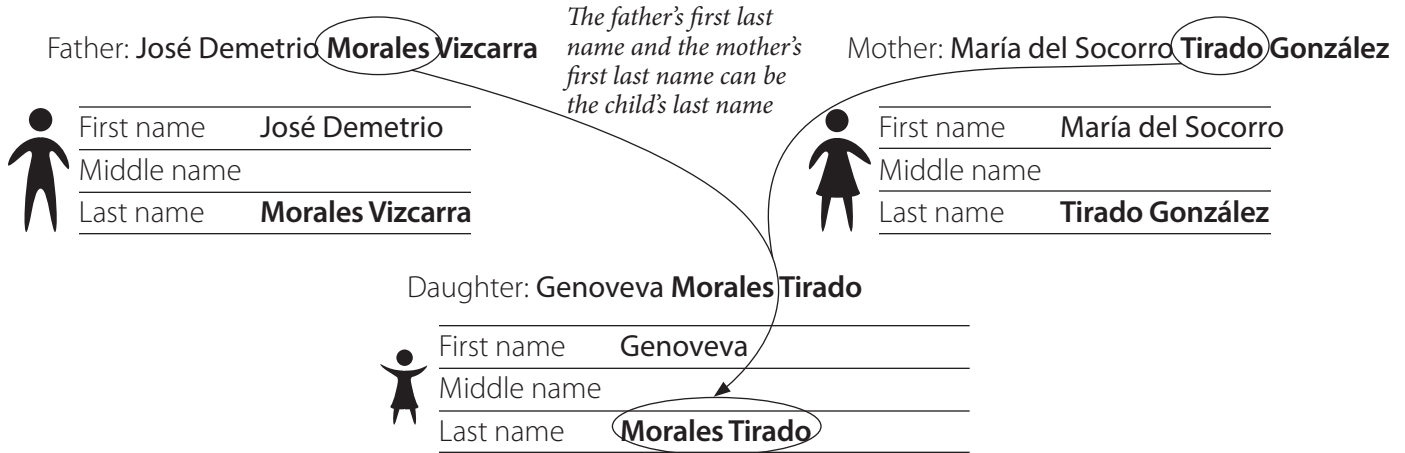 The father’s first last
name and the mother’s
first last name can be
the child’s last name
Father: José Demetrio Morales Vizcarra
First name José Demetrio
Middle name
Last name Morales Vizcarra
Mother: María del Socorro Tirado González
First name María del Socorro
Middle name
Last name Tirado González
Daughter: Genoveva Morales Tirado
First name Genoveva
Middle name
Last name Morales Tirado